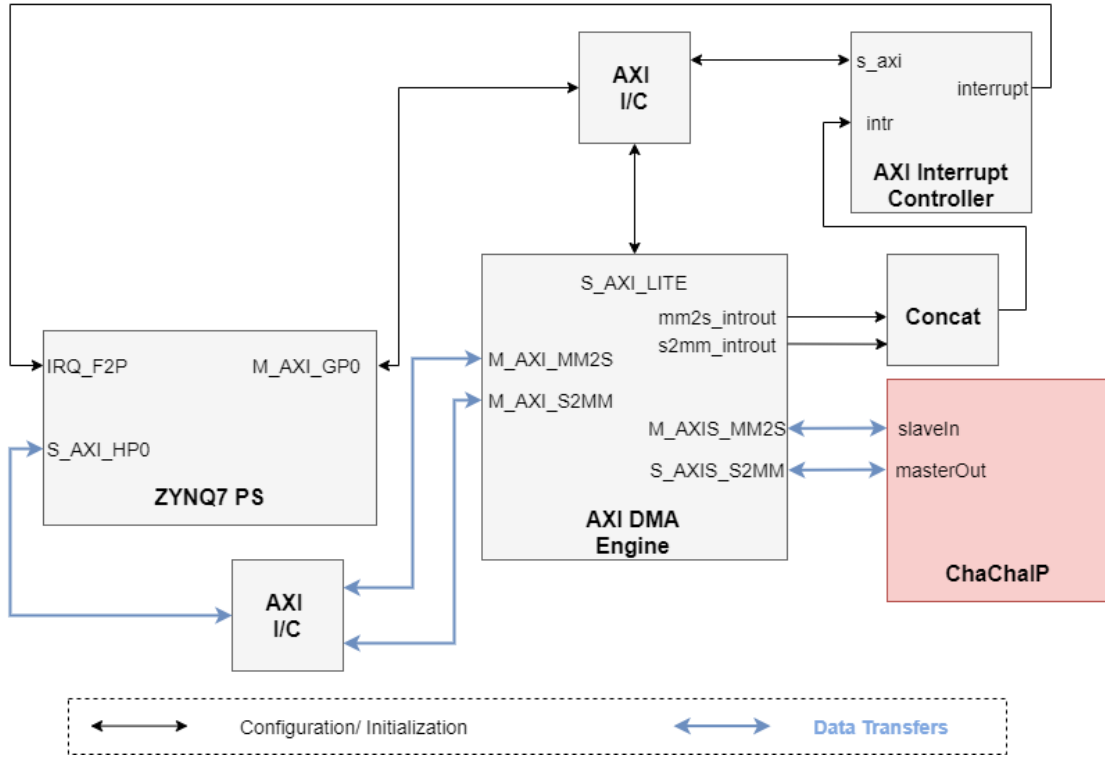 AXI
I/C
s_axi
interrupt
intr
AXI Interrupt
Controller
S_AXI_LITE
mm2s_introut
s2mm_introut
M_AXI_MM2S
M_AXI_S2MM
M_AXIS_MM2S
S_AXIS_S2MM
AXI DMA
Engine
Concat
IRQ_F2P
M_AXI_GP0
S_AXI_HP0
ZYNQ7 PS
slaveIn
masterOut
ChaChaIP
AXI
I/C
Configuration/ Initialization
Data Transfers